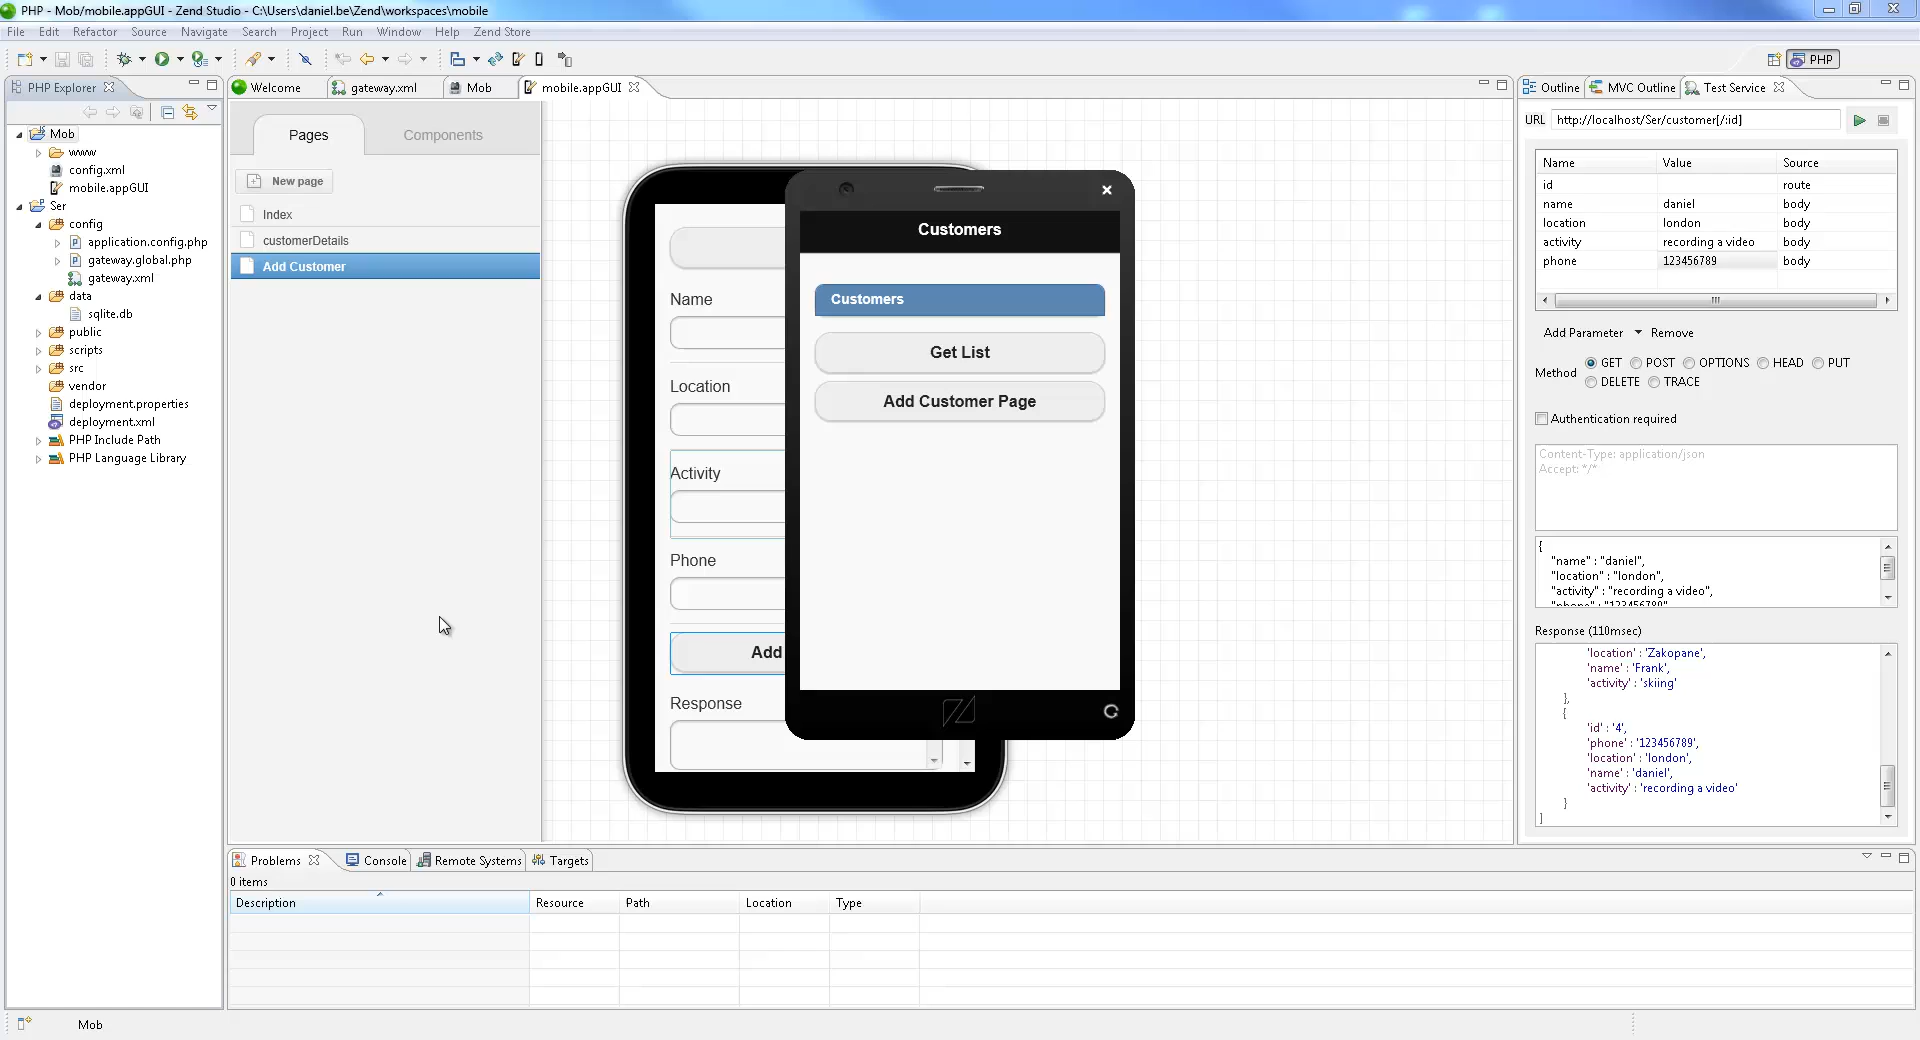 PHP - Mob/mobile.appGUI - Zend Studio - C:\Users\daniel.be\Zend\workspaces\mobile
File Edit Refactor Source Navigate Search Project Run Window Help Zend Store
PHP
PHP Explorer
Mob
www
config.xml
mobile.appGUI
Ser
config
application.config.php
gateway.global.php
gateway.xml
data
sqlite.db
public
scripts
src
vendor
deployment.properties
deployment.xml
PHP Include Path
PHP Language Library
Welcome gateway.xml Mob mobile.appGUI
Pages Components
New page
Index
customerDetails
Add Customer
Name
Location
Activity
Phone
Add
Response
Customers
Customers
Get List
Add Customer Page
Outline MVC Outline Test Service
URL http://localhost/Ser/customer[/:id]
Name Value Source
id route
name daniel body
location london body
activity recording a video body
phone 123456789 body
Add Parameter Remove
Method GET POST OPTIONS HEAD PUT
DELETE TRACE
Authentication required
Content-Type: application/json
Accept: */*
{
"name" : "daniel",
"location" : "london",
"activity" : "recording a video",
"phone" : "123456789"
Response (110msec)
'location' : 'Zakopane',
'name' : 'Frank',
'activity' : 'skiing'
},
{
'id' : '4',
'phone' : '123456789',
'location' : 'london',
'name' : 'daniel',
'activity' : 'recording a video'
}
]
Problems Console Remote Systems Targets
0 items
Description Resource Path Location Type
Mob